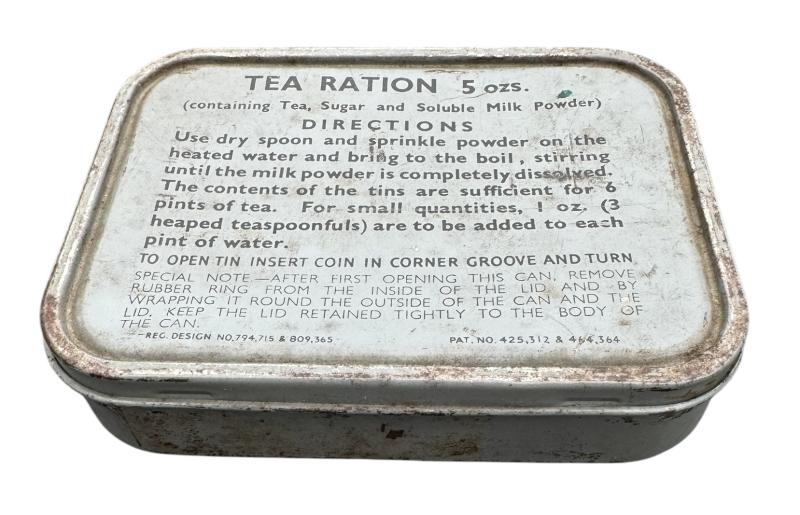 TEA RATION 5 ozs.
(containing Tea, Sugar and Soluble Milk Powder)
DIRECTIONS
Use dry spoon and sprinkle powder on the
heated water and bring to the boil, stirring
until the milk powder is completely dissolved.
The contents of the tins are sufficient for 6
pints of tea. For small quantities, 1 oz. (3
heaped teaspoonfuls) are to be added to each
pint of water.
TO OPEN TIN INSERT COIN IN CORNER GROOVE AND TURN
SPECIAL NOTE—AFTER FIRST OPENING THIS CAN, REMOVE
RUBBER RING FROM THE INSIDE OF THE LID AND BY
WRAPPING IT ROUND THE OUTSIDE OF THE CAN AND THE
LID, KEEP THE LID RETAINED TIGHTLY TO THE BODY OF
THE CAN.
REG. DESIGN NO. 794,715 & 809,365 PAT. NO. 425,312 & 464,364